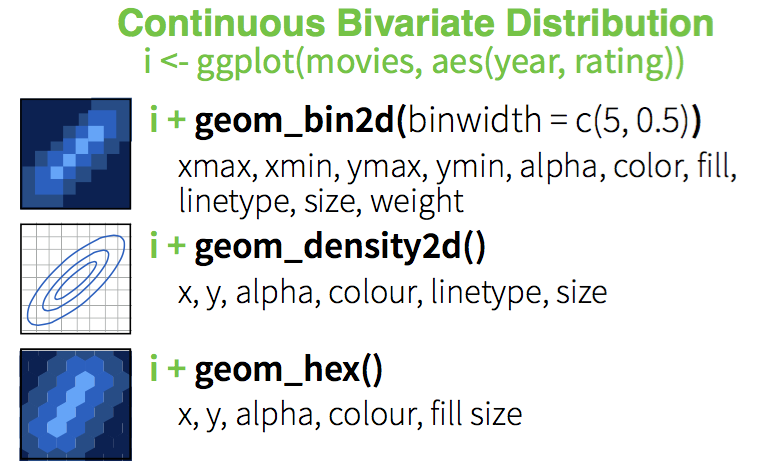 Continuous Bivariate Distribution
i <- ggplot(movies, aes(year, rating))
i + geom_bin2d(binwidth = c(5, 0.5))
xmax, xmin, ymax, ymin, alpha, color, fill,
linetype, size, weight
i + geom_density2d()
x, y, alpha, colour, linetype, size
i + geom_hex()
x, y, alpha, colour, fill size